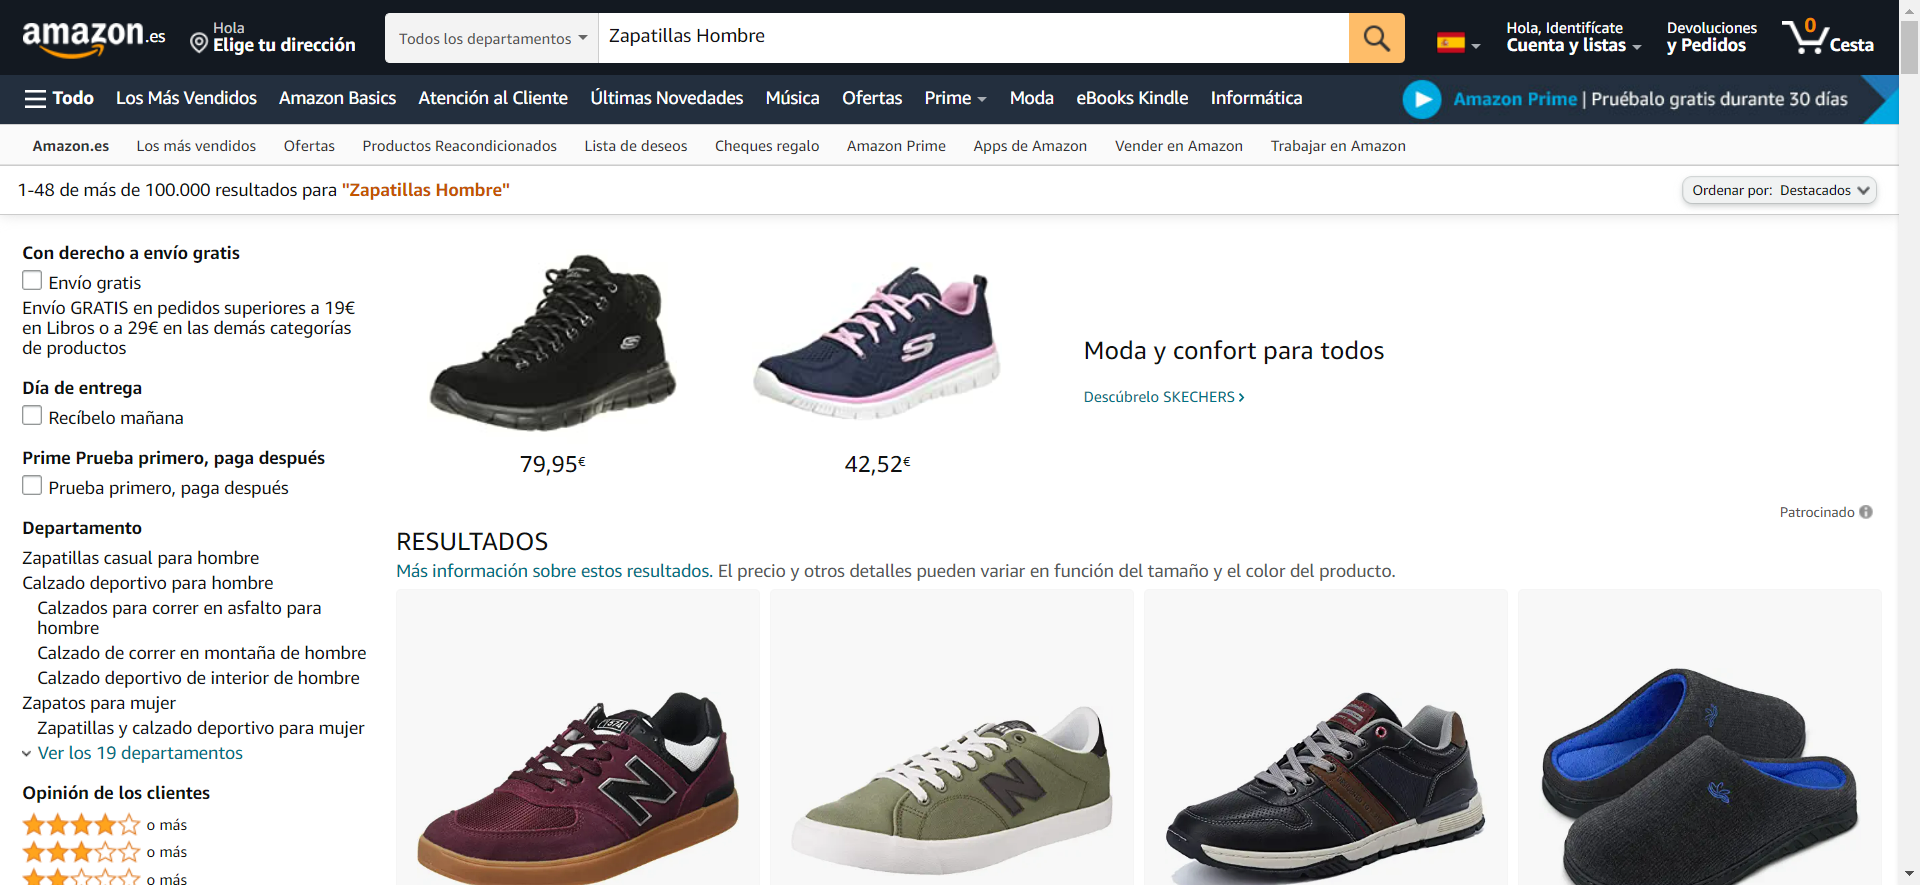 amazon.es
Hola
Elige tu dirección
Todos los departamentos
Zapatillas Hombre
Hola, Identifícate
Cuenta y listas
Devoluciones
y Pedidos
0
Cesta
Todo
Los Más Vendidos
Amazon Basics
Atención al Cliente
Últimas Novedades
Música
Ofertas
Prime
Moda
eBooks Kindle
Informática
Amazon Prime | Pruébalo gratis durante 30 días
Amazon.es
Los más vendidos
Ofertas
Productos Reacondicionados
Lista de deseos
Cheques regalo
Amazon Prime
Apps de Amazon
Vender en Amazon
Trabajar en Amazon
1-48 de más de 100.000 resultados para "Zapatillas Hombre"
Ordenar por: Destacados
Con derecho a envío gratis
Envío gratis
Envío GRATIS en pedidos superiores a 19€
en Libros o a 29€ en las demás categorías
de productos
Día de entrega
Recíbelo mañana
Prime Prueba primero, paga después
Prueba primero, paga después
Departamento
Zapatillas casual para hombre
Calzado deportivo para hombre
Calzados para correr en asfalto para
hombre
Calzado de correr en montaña de hombre
Calzado deportivo de interior de hombre
Zapatos para mujer
Zapatillas y calzado deportivo para mujer
Ver los 19 departamentos
Opinión de los clientes
o más
o más
o más
79,95€
42,52€
Moda y confort para todos
Descúbrelo SKECHERS ›
Patrocinado
RESULTADOS
Más información sobre estos resultados. El precio y otros detalles pueden variar en función del tamaño y el color del producto.
574
N
N